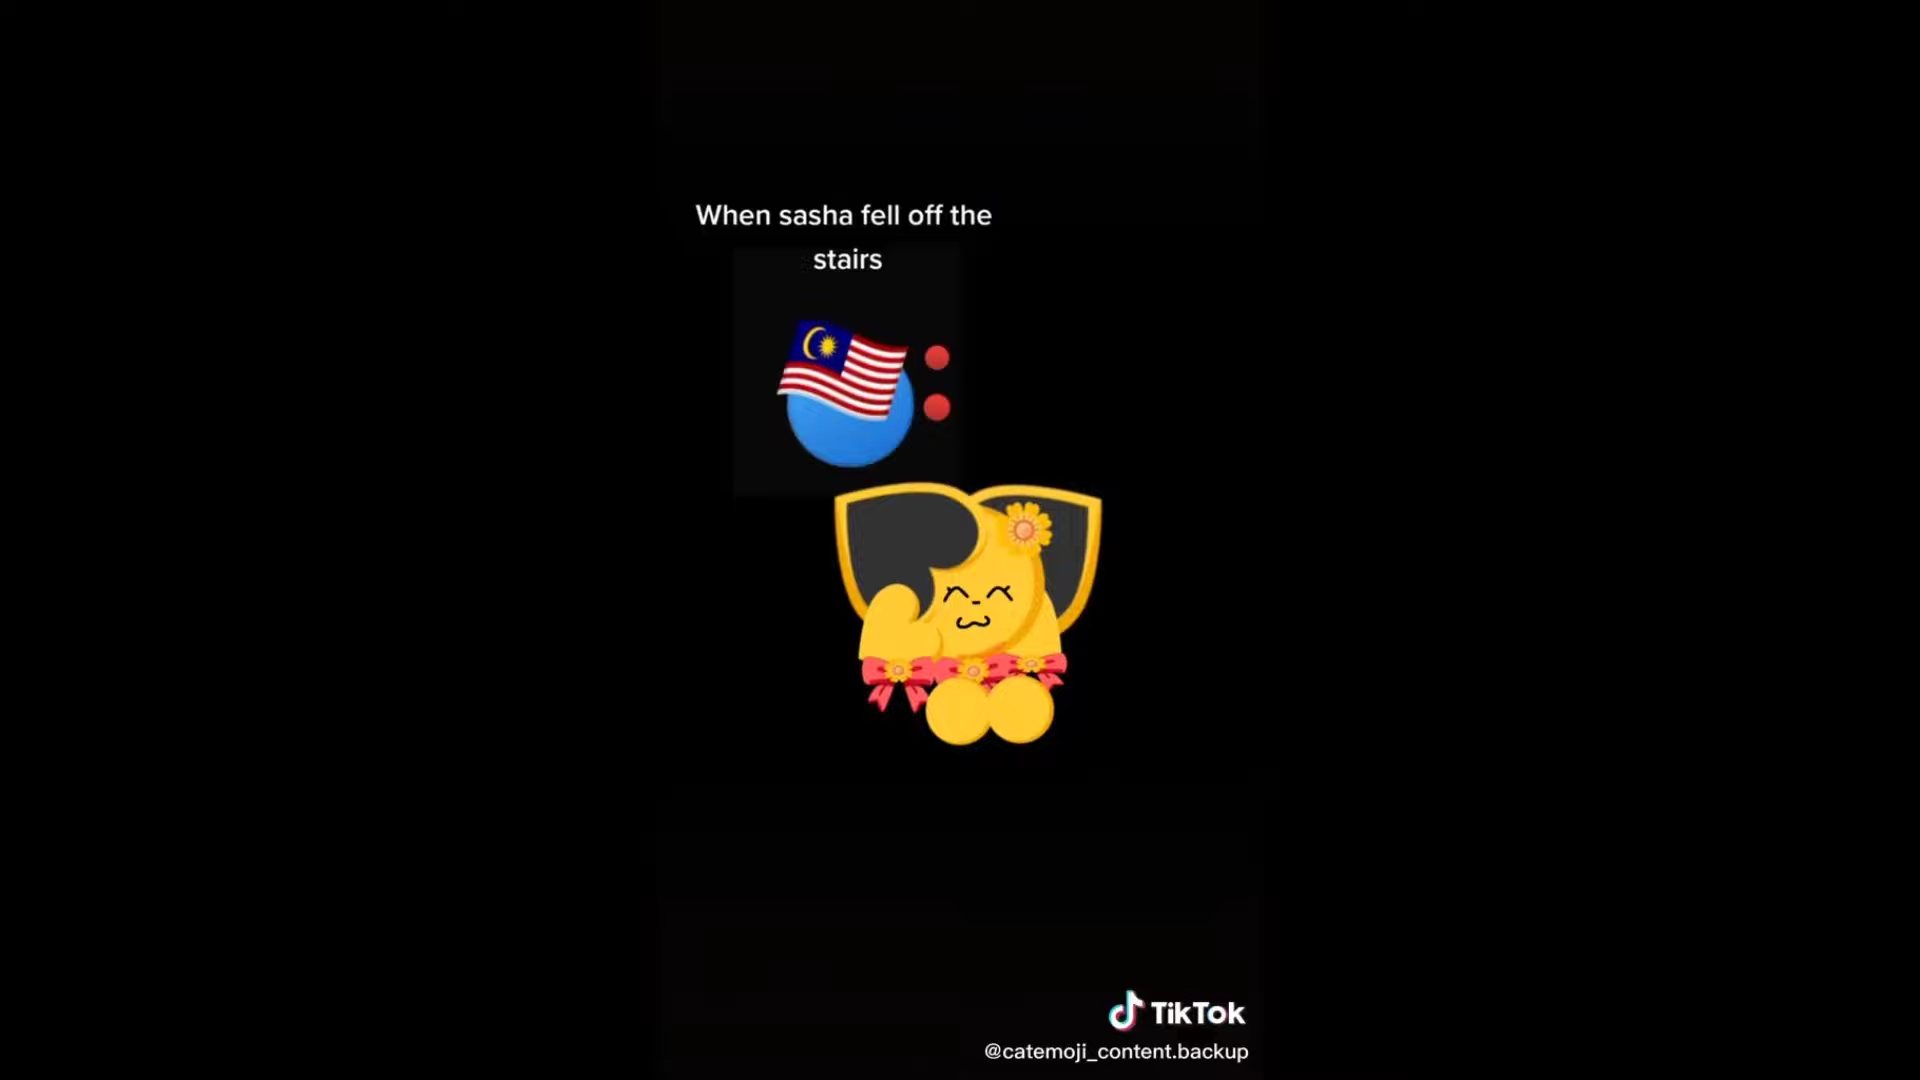 When sasha fell off the
stairs
TikTok
@catemoji_content.backup